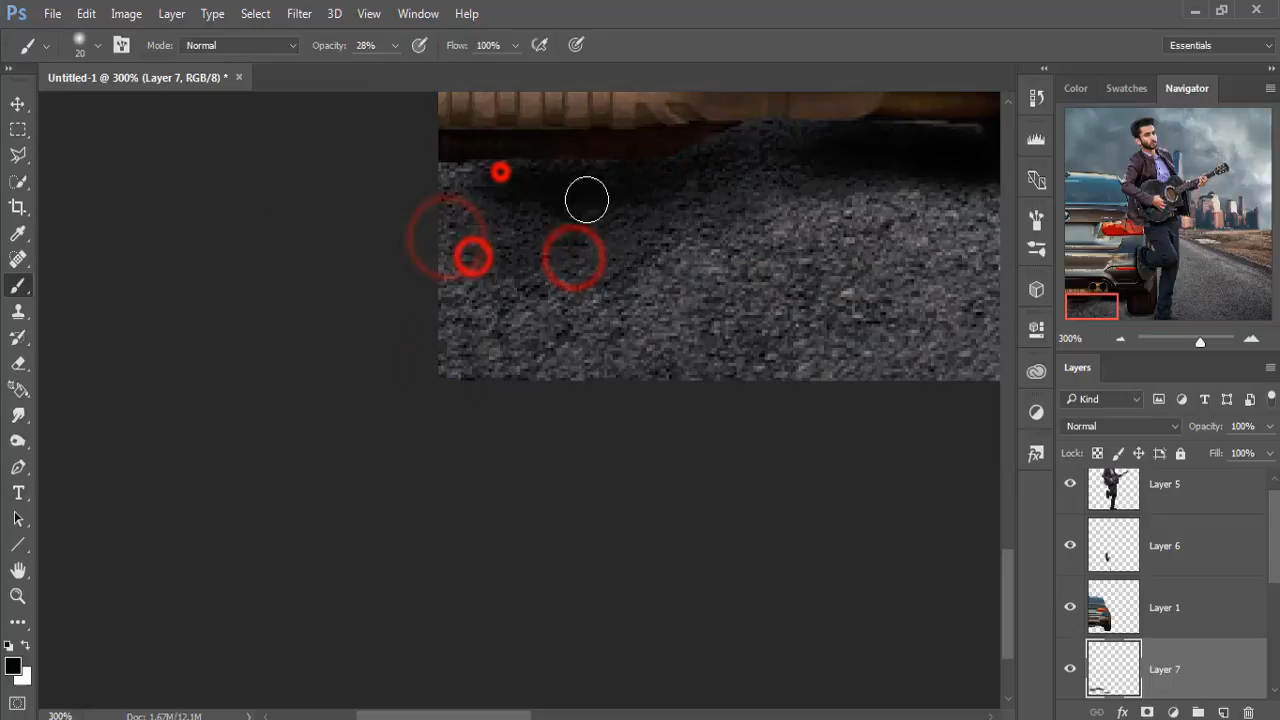 Ps File Edit Image Layer Type Select Filter 3D View Window Help
20 Mode: Normal Opacity: 28% Flow: 100% Essentials
Untitled-1 @ 300% (Layer 7, RGB/8) * ×
Color Swatches Navigator
300%
Layers
Kind
Normal Opacity: 100%
Lock: Fill: 100%
Layer 5
Layer 6
Layer 1
Layer 7
300% Doc: 1.67M/12.1M